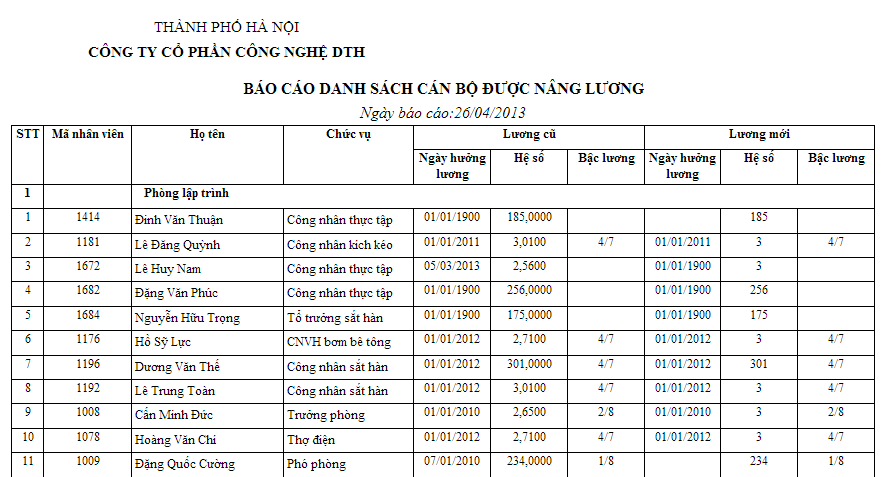 THÀNH PHỐ HÀ NỘI
CÔNG TY CỔ PHẦN CÔNG NGHỆ DTH
BÁO CÁO DANH SÁCH CÁN BỘ ĐƯỢC NÂNG LƯƠNG
Ngày báo cáo:26/04/2013
STT Mã nhân viên Họ tên Chức vụ Lương cũ Lương mới
Ngày hưởng lương Hệ số Bậc lương Ngày hưởng lương Hệ số Bậc lương
1 Phòng lập trình
1 1414 Đinh Văn Thuận Công nhân thực tập 01/01/1900 185,0000 185
2 1181 Lê Đăng Quỳnh Công nhân kích kéo 01/01/2011 3,0100 4/7 01/01/2011 3 4/7
3 1672 Lê Huy Nam Công nhân thực tập 05/03/2013 2,5600 01/01/1900 3
4 1682 Đặng Văn Phúc Công nhân thực tập 01/01/1900 256,0000 01/01/1900 256
5 1684 Nguyễn Hữu Trọng Tổ trưởng sắt hàn 01/01/1900 175,0000 01/01/1900 175
6 1176 Hồ Sỹ Lực CNVH bơm bê tông 01/01/2012 2,7100 4/7 01/01/2012 3 4/7
7 1196 Dương Văn Thế Công nhân sắt hàn 01/01/2012 301,0000 4/7 01/01/2012 301 4/7
8 1192 Lê Trung Toàn Công nhân sắt hàn 01/01/2012 3,0100 4/7 01/01/2012 3 4/7
9 1008 Cấn Minh Đức Trưởng phòng 01/01/2010 2,6500 2/8 01/01/2010 3 2/8
10 1078 Hoàng Văn Chi Thợ điện 01/01/2012 2,7100 4/7 01/01/2012 3 4/7
11 1009 Đặng Quốc Cường Phó phòng 07/01/2010 234,0000 1/8 234 1/8